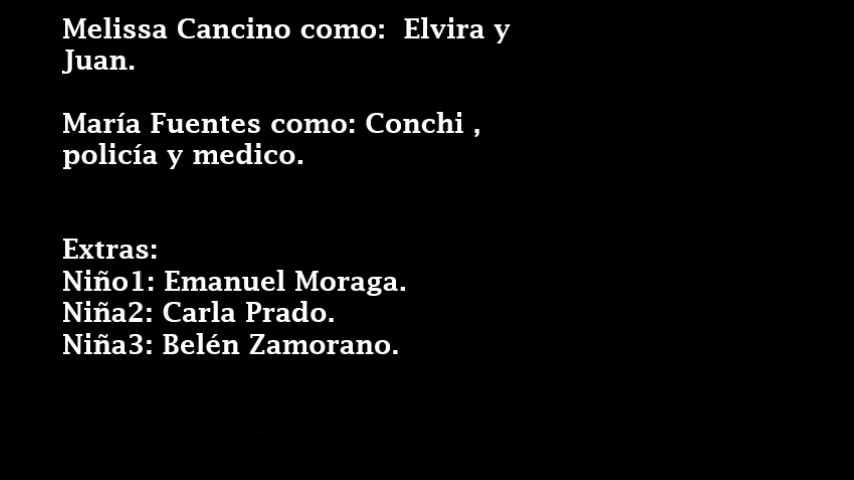 Melissa Cancino como:  Elvira y
Juan.
María Fuentes como: Conchi ,
policía y medico.
Extras:
Niño1: Emanuel Moraga.
Niña2: Carla Prado.
Niña3: Belén Zamorano.